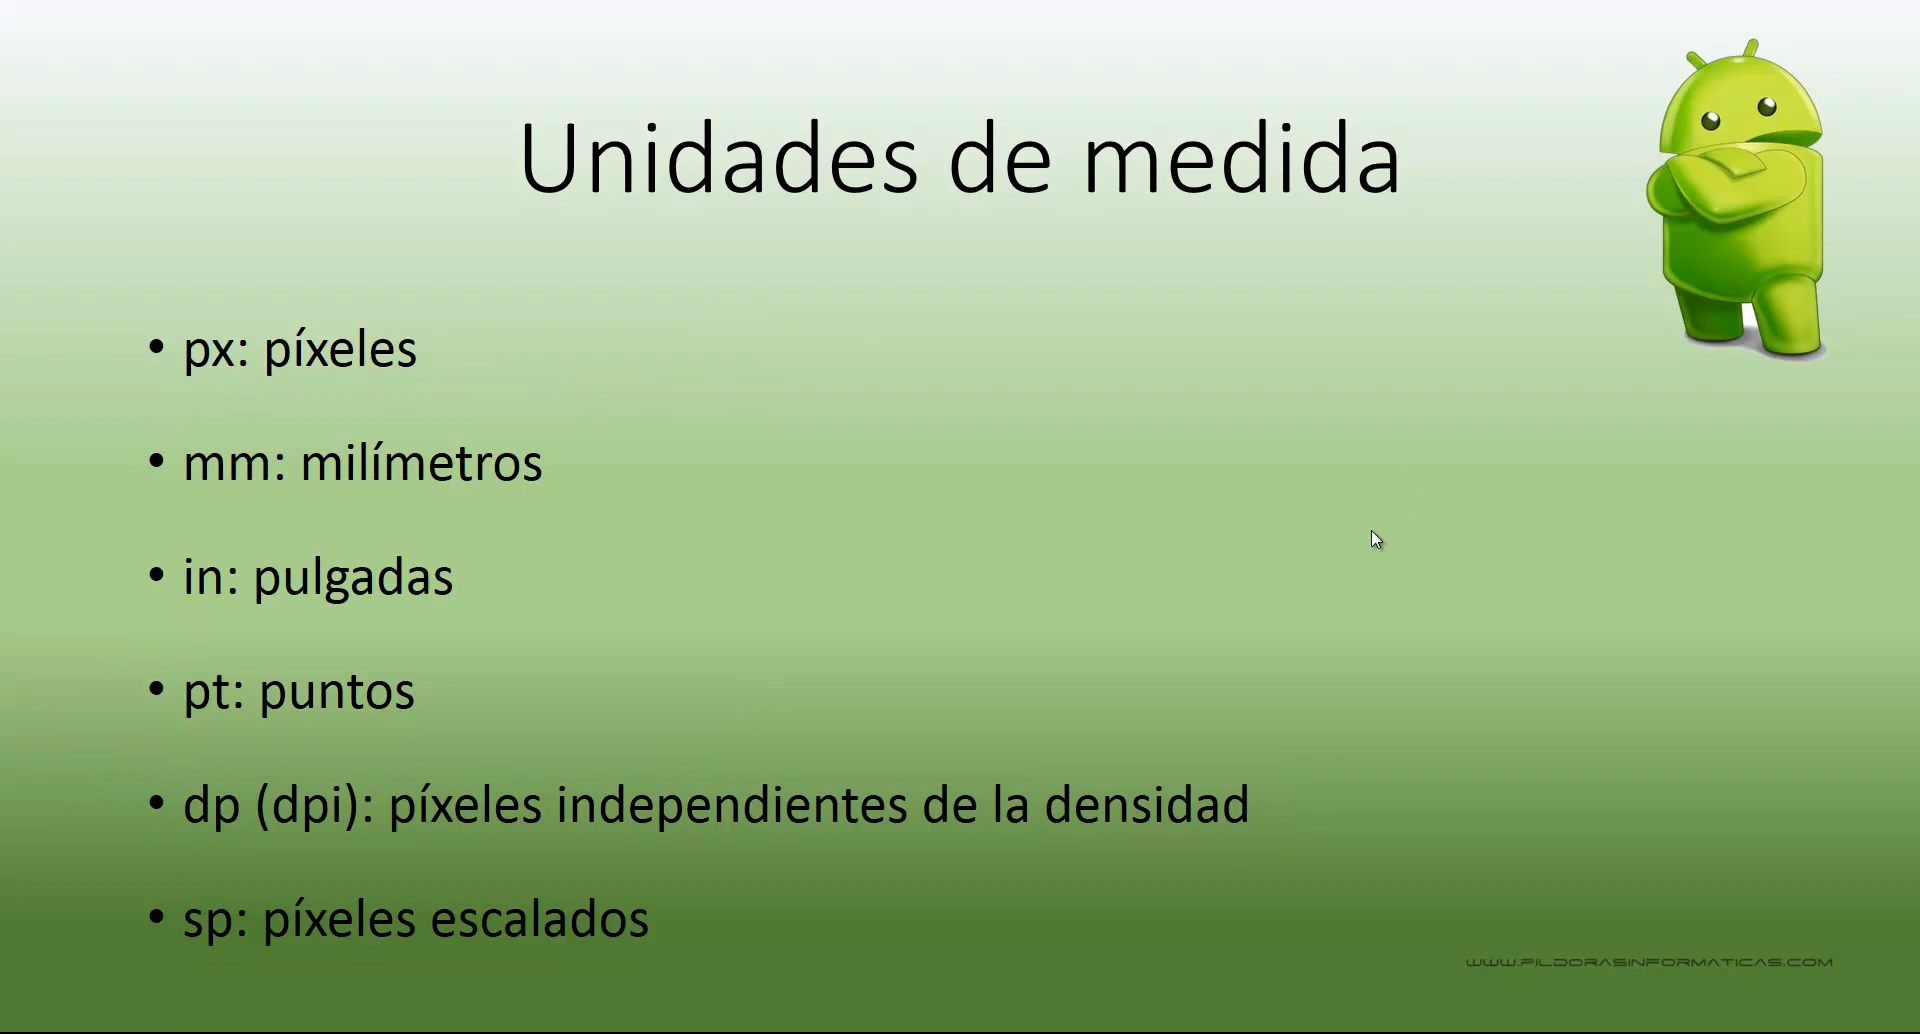 Unidades de medida
• px: píxeles
• mm: milímetros
• in: pulgadas
• pt: puntos
• dp (dpi): píxeles independientes de la densidad
• sp: píxeles escalados
WWW.PILDORASINFORMATICAS.COM